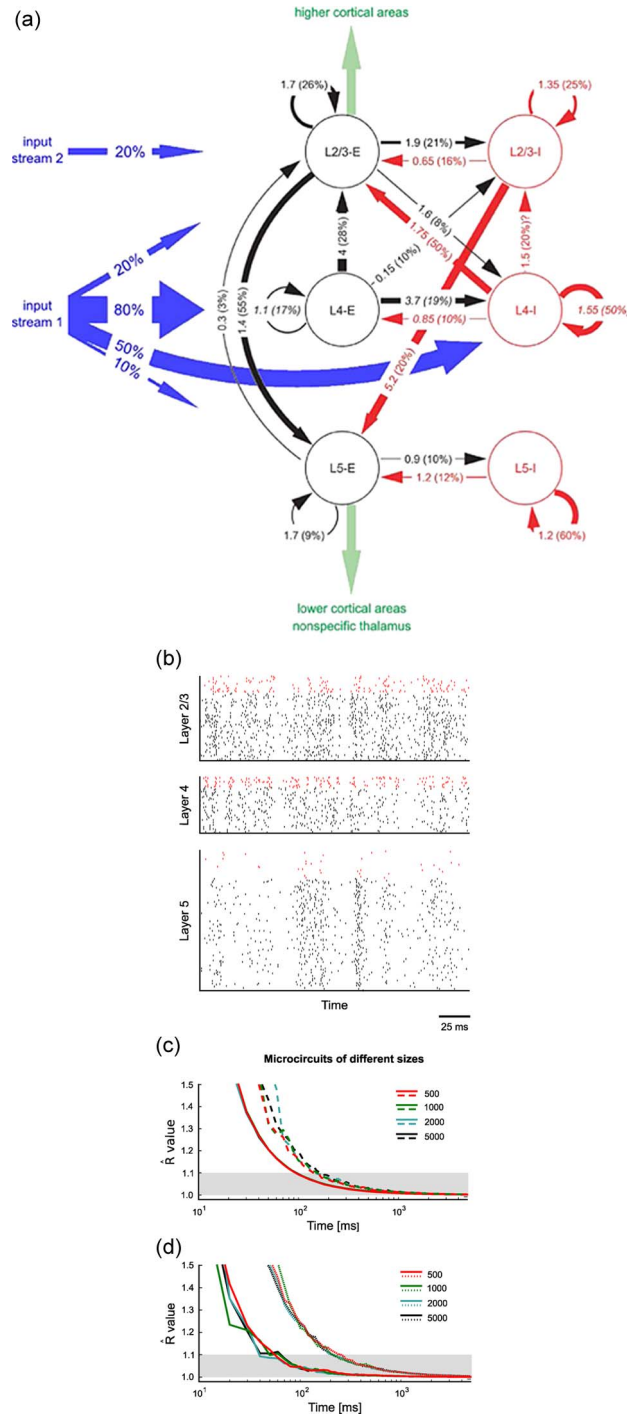 (a)
higher cortical areas
1.7 (26%)
1.35 (25%)
input
stream 2
20%
L2/3-E
1.9 (21%)
0.65 (16%)
L2/3-I
20%
1.6 (8%)
1.75 (50%)
4 (28%)
0.15 (10%)
1.5 (20%)?
input
stream 1
80%
0.3 (3%)
1.4 (55%)
1.1 (17%)
L4-E
3.7 (19%)
0.85 (10%)
L4-I
1.55 (50%)
50%
10%
5.2 (20%)
L5-E
0.9 (10%)
1.2 (12%)
L5-I
1.7 (9%)
1.2 (60%)
lower cortical areas
nonspecific thalamus
(b)
Layer 2/3
Layer 4
Layer 5
Time
25 ms
(c)
Microcircuits of different sizes
R̂ value
1.5
1.4
1.3
1.2
1.1
1.0
500
1000
2000
5000
10¹ 10² 10³
Time [ms]
(d)
R̂ value
1.5
1.4
1.3
1.2
1.1
1.0
500
1000
2000
5000
10¹ 10² 10³
Time [ms]